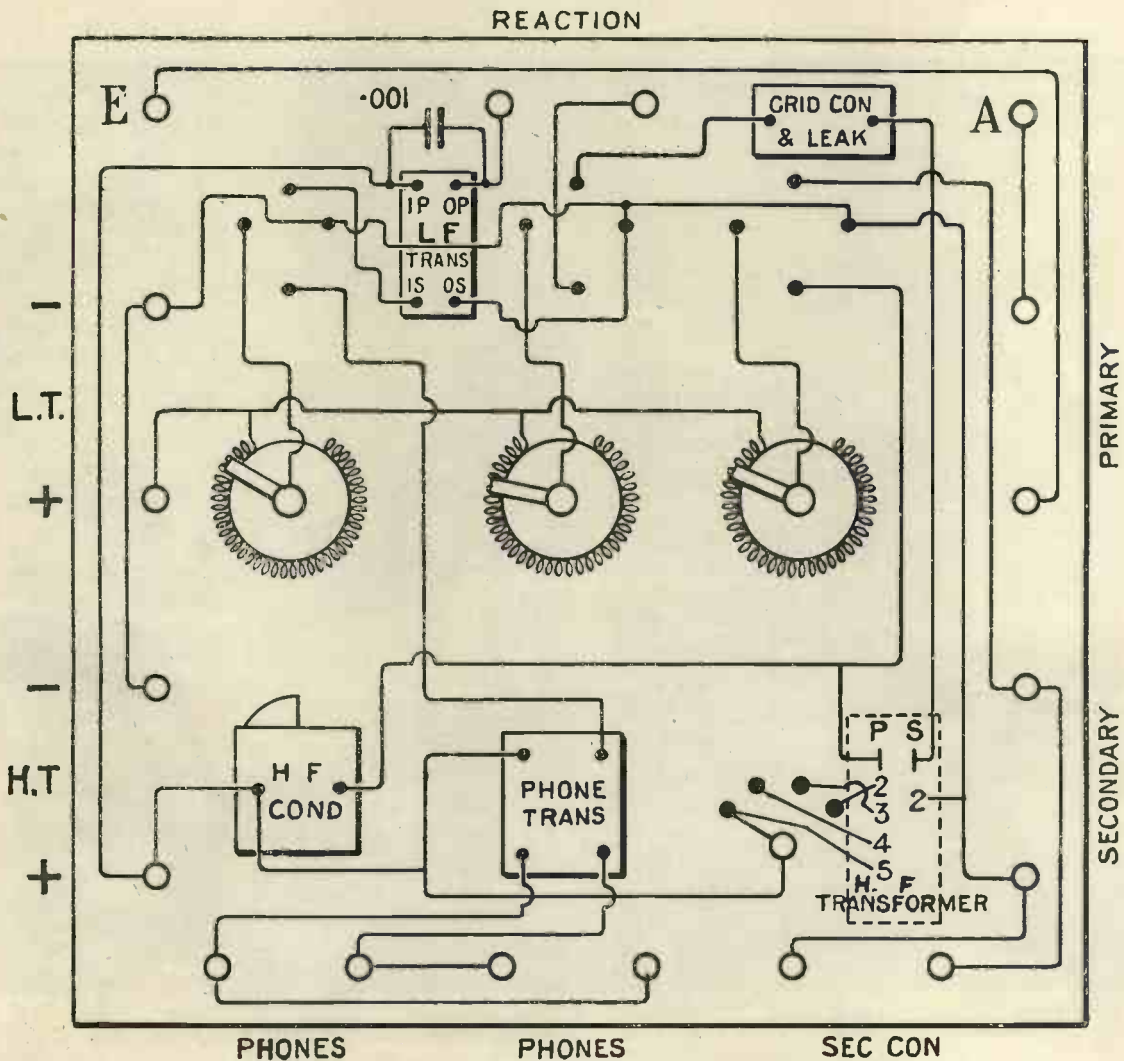 REACTION
E
.001
GRID CON
& LEAK
A
IP OP
L F
TRANS
IS OS
−
L.T.
+
PRIMARY
−
H.T
+
H F
COND
PHONE
TRANS
P S
2
3
2
4
5
H. F
TRANSFORMER
SECONDARY
PHONES
PHONES
SEC CON